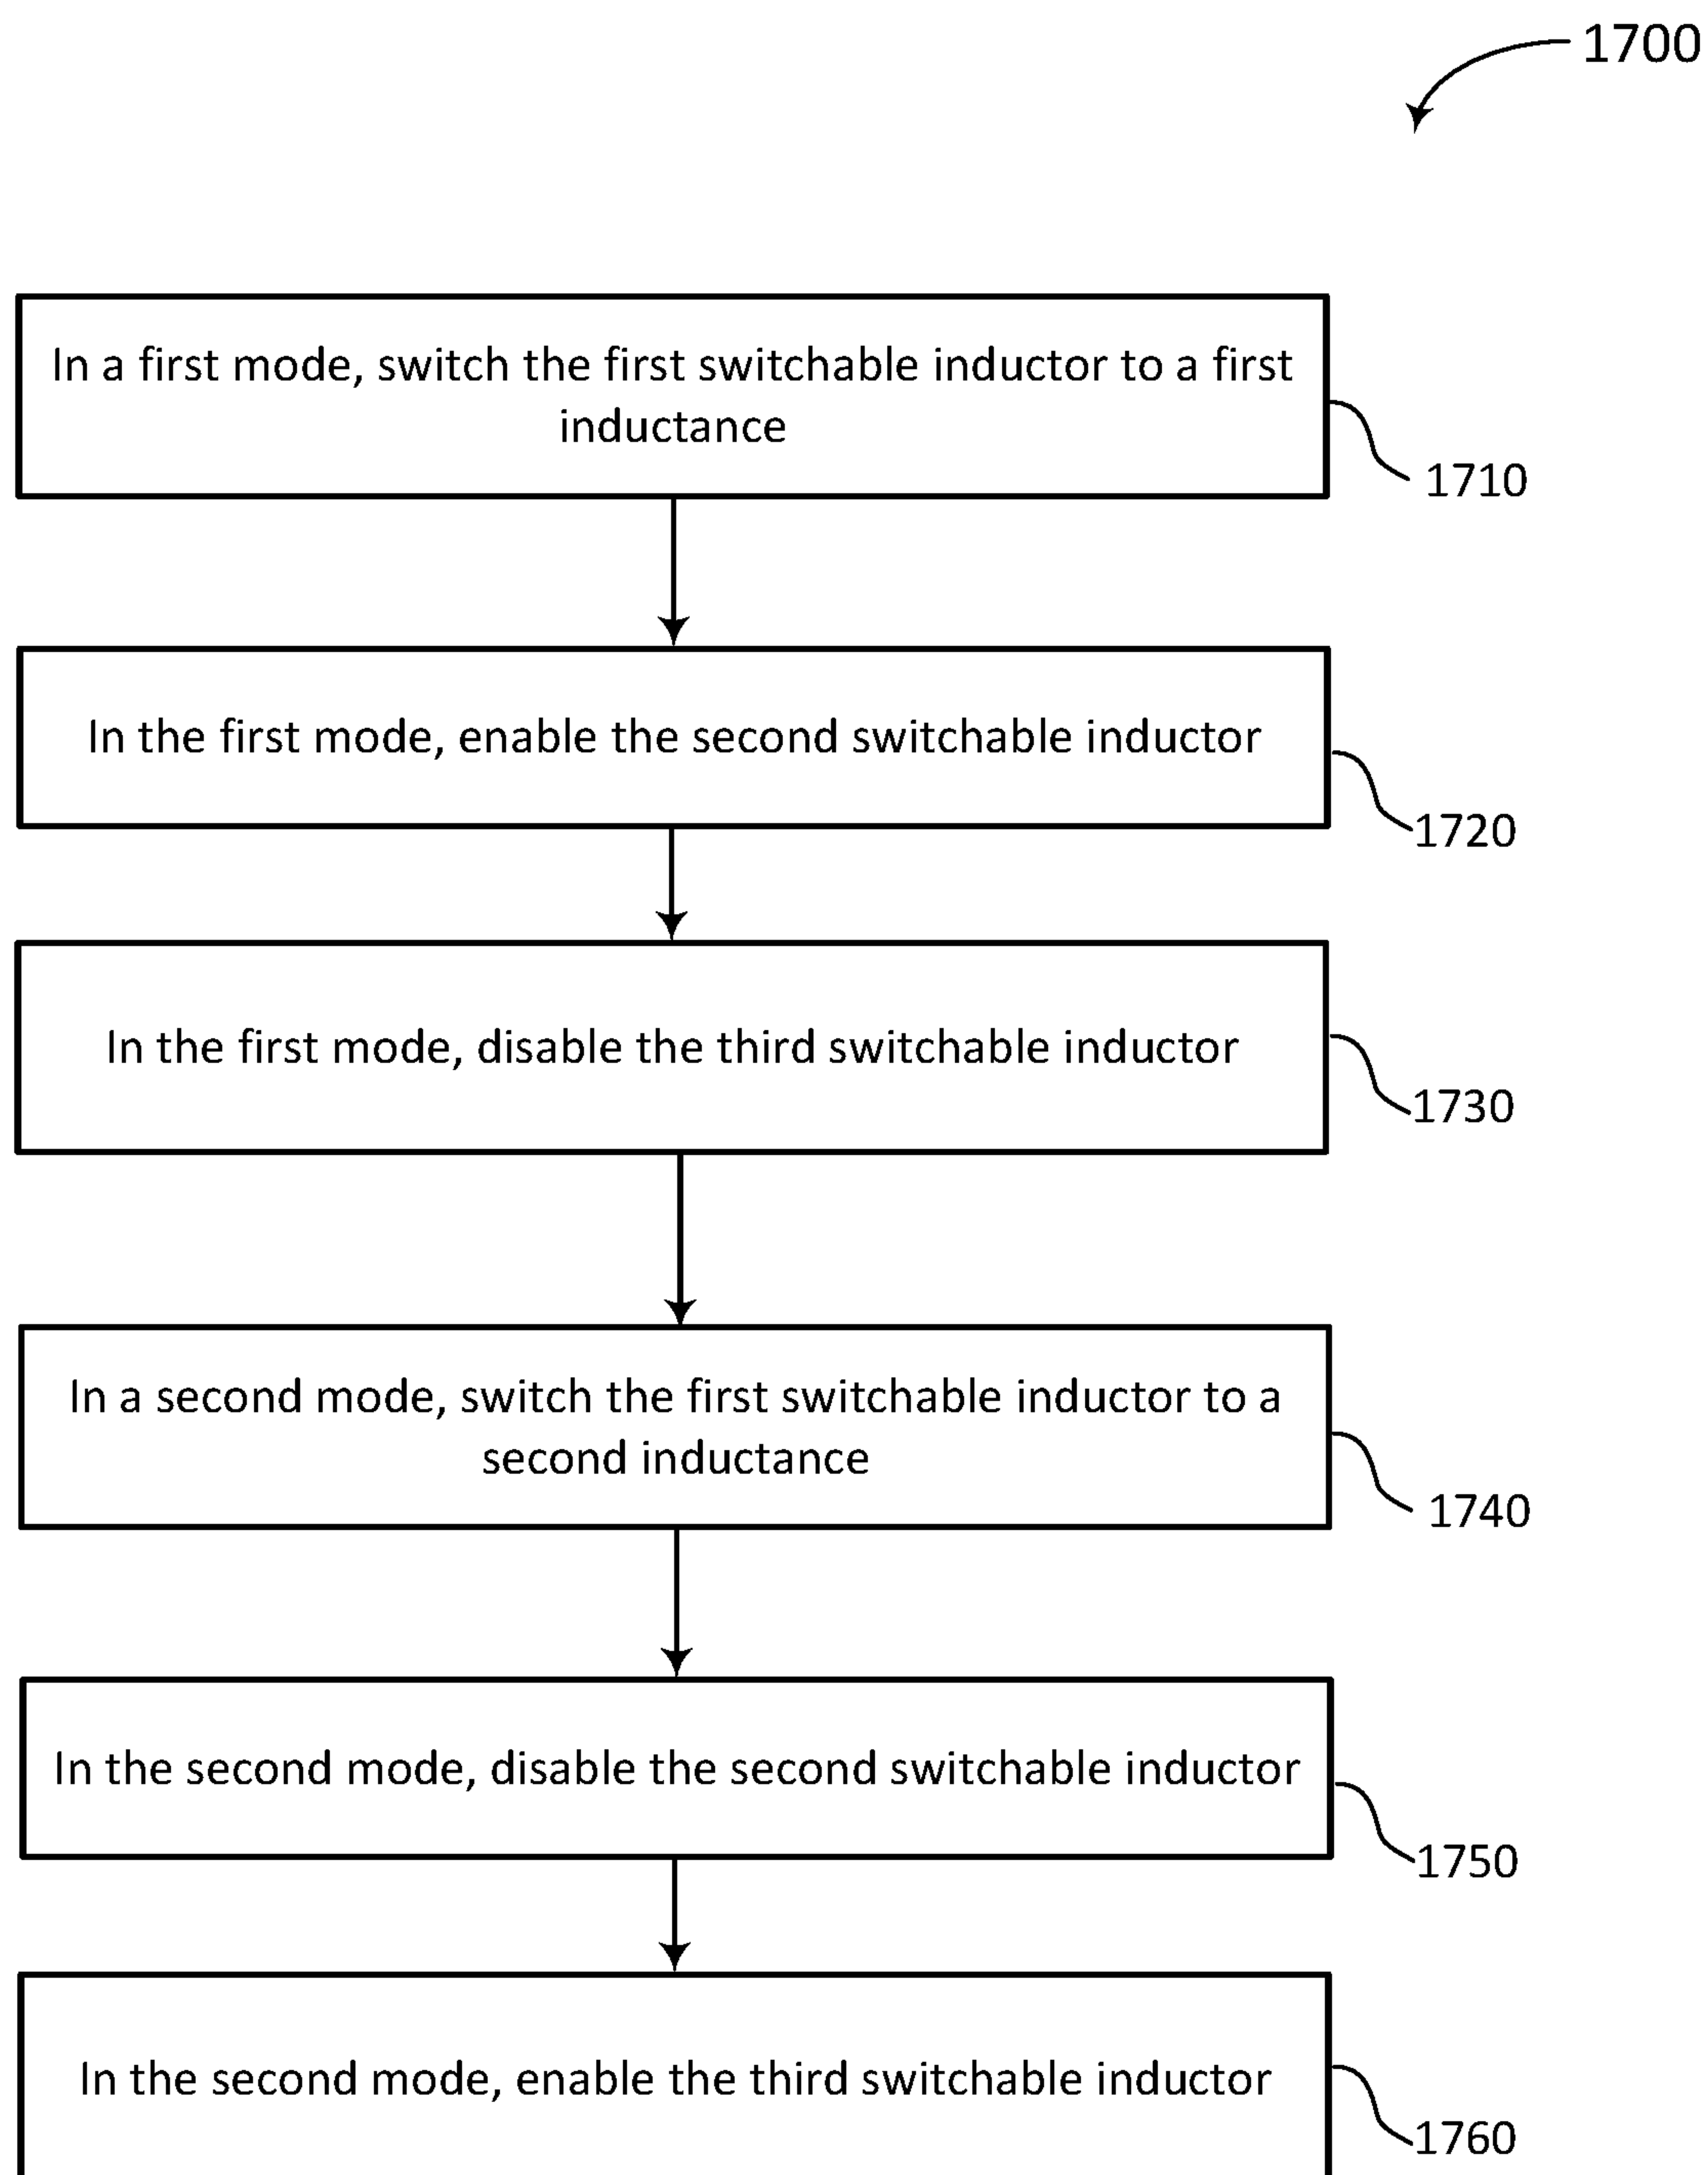 1700
In a first mode, switch the first switchable inductor to a first
inductance
1710
In the first mode, enable the second switchable inductor
1720
In the first mode, disable the third switchable inductor
1730
In a second mode, switch the first switchable inductor to a
second inductance
1740
In the second mode, disable the second switchable inductor
1750
In the second mode, enable the third switchable inductor
1760